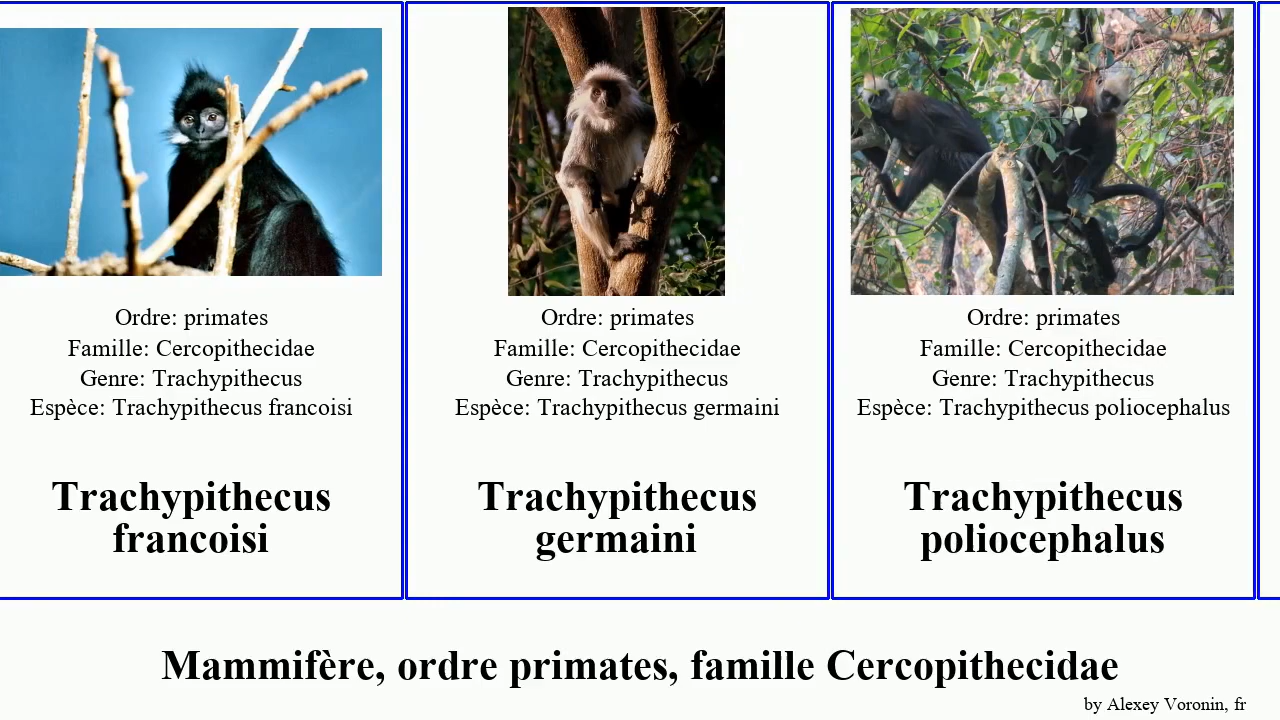 Ordre: primates
Famille: Cercopithecidae
Genre: Trachypithecus
Espèce: Trachypithecus francoisi
Trachypithecus
francoisi
Ordre: primates
Famille: Cercopithecidae
Genre: Trachypithecus
Espèce: Trachypithecus germaini
Trachypithecus
germaini
Ordre: primates
Famille: Cercopithecidae
Genre: Trachypithecus
Espèce: Trachypithecus poliocephalus
Trachypithecus
poliocephalus
Mammifère, ordre primates, famille Cercopithecidae
by Alexey Voronin, fr